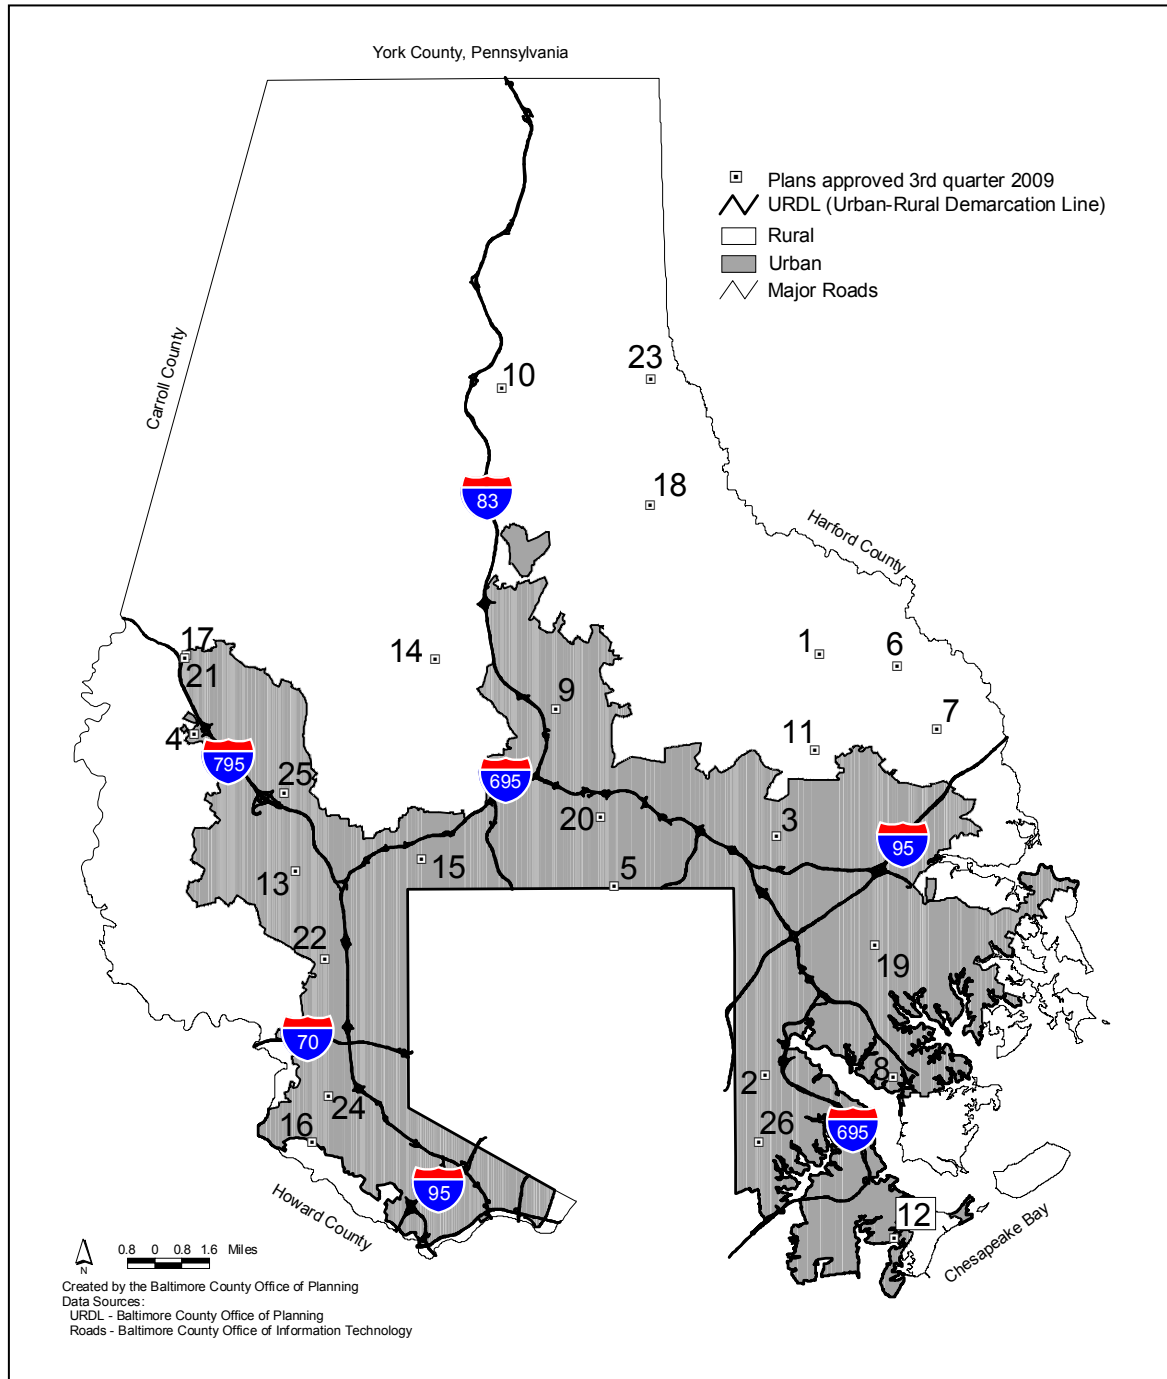 York County, Pennsylvania
Plans approved 3rd quarter 2009
URDL (Urban-Rural Demarcation Line)
Rural
Urban
Major Roads
Carroll County
23
10
83
18
Harford County
17
14
1
6
21
9
7
4
11
795
25
695
20
3
95
15
5
13
22
19
70
2
8
24
26
16
695
95
Howard County
12
Chesapeake Bay
N
0.8 0 0.8 1.6 Miles
Created by the Baltimore County Office of Planning
Data Sources:
URDL - Baltimore County Office of Planning
Roads - Baltimore County Office of Information Technology